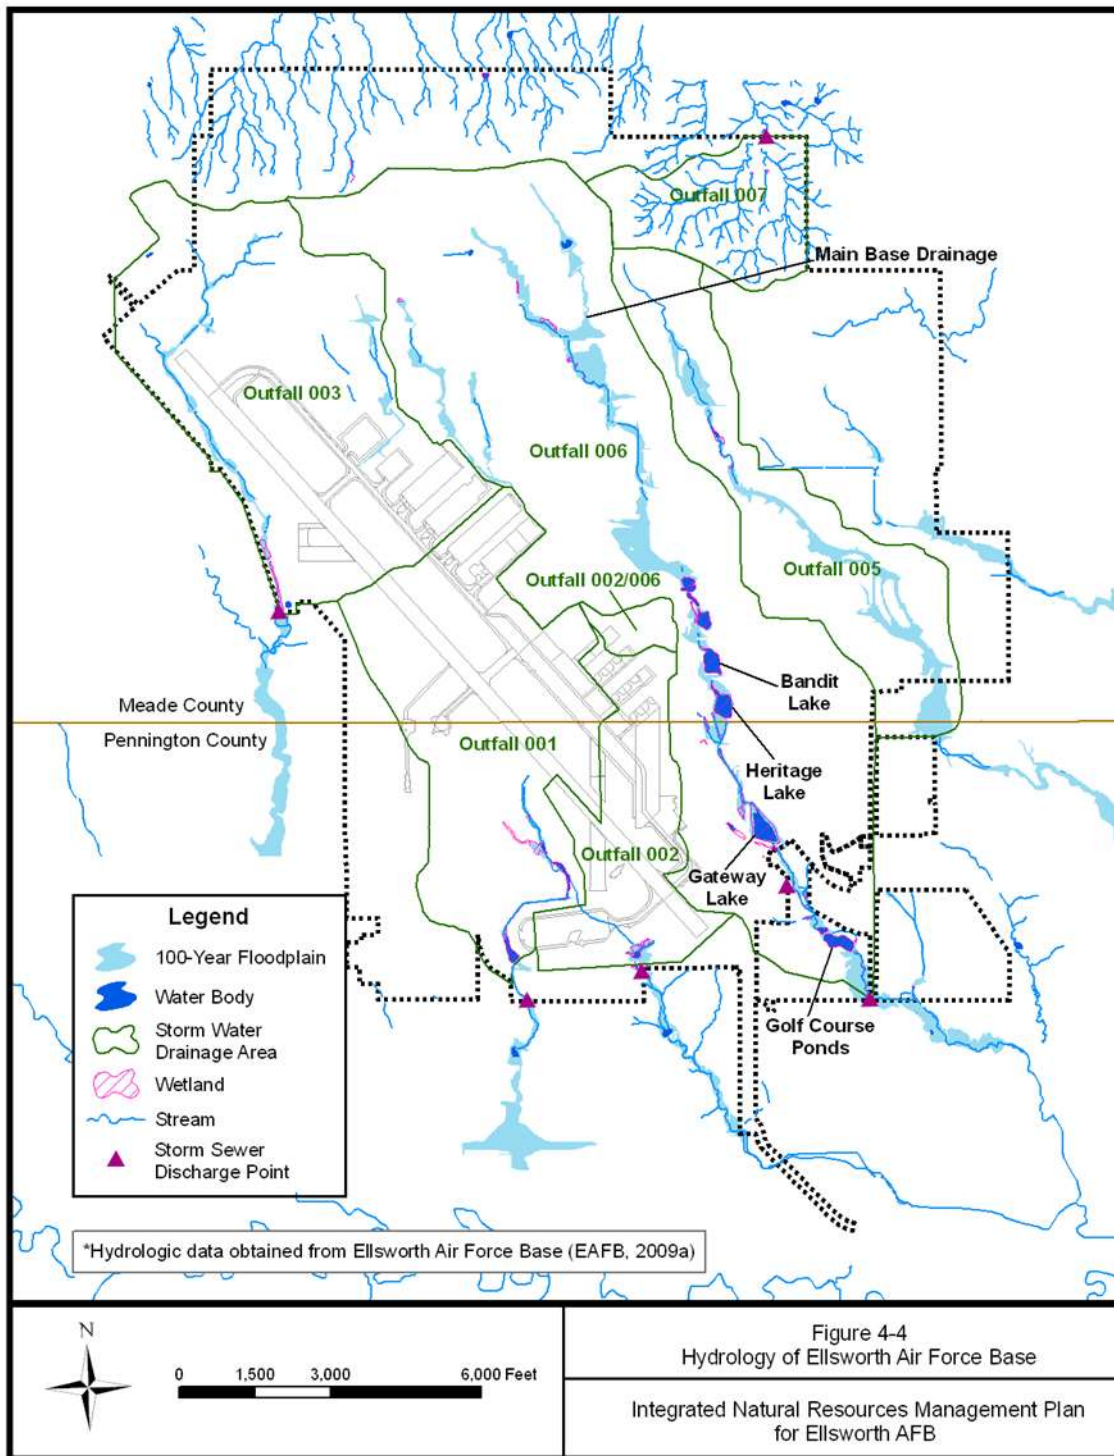 Outfall 007
Main Base Drainage
Outfall 003
Outfall 006
Outfall 002/006
Outfall 005
Bandit
Lake
Meade County
Pennington County
Outfall 001
Heritage
Lake
Outfall 002
Gateway
Lake
Golf Course
Ponds
Legend
100-Year Floodplain
Water Body
Storm Water
Drainage Area
Wetland
Stream
Storm Sewer
Discharge Point
*Hydrologic data obtained from Ellsworth Air Force Base (EAFB, 2009a)
N
0 1,500 3,000 6,000 Feet
Figure 4-4
Hydrology of Ellsworth Air Force Base
Integrated Natural Resources Management Plan
for Ellsworth AFB